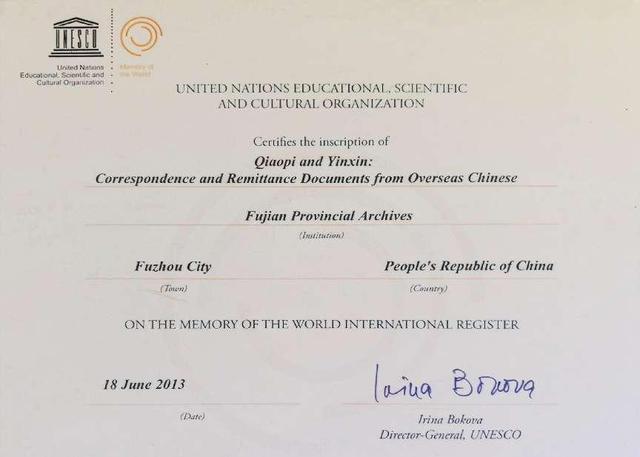 UNESCO
United Nations
Educational, Scientific and
Cultural Organization
Memory of
the World
UNITED NATIONS EDUCATIONAL, SCIENTIFIC
AND CULTURAL ORGANIZATION
Certifies the inscription of
Qiaopi and Yinxin:
Correspondence and Remittance Documents from Overseas Chinese
Fujian Provincial Archives
(Institution)
Fuzhou City People's Republic of China
(Town) (Country)
ON THE MEMORY OF THE WORLD INTERNATIONAL REGISTER
18 June 2013 Irina Bokova
(Date) Irina Bokova
Director-General, UNESCO